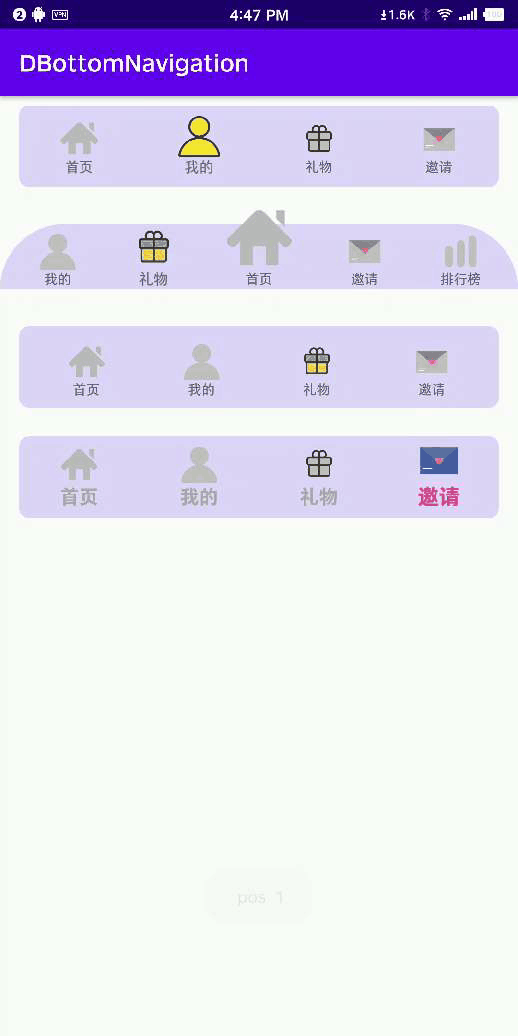 2 VPN 4:47 PM 1.6K
DBottomNavigation
首页 我的 礼物 邀请
我的 礼物 首页 邀请 排行榜
首页 我的 礼物 邀请
首页 我的 礼物 邀请
pos 1